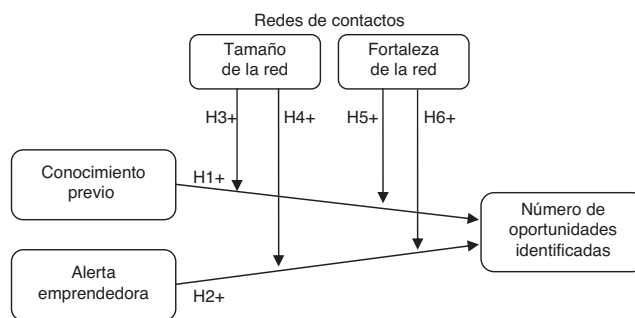 Redes de contactos
Tamaño
de la red
Fortaleza
de la red
H3+
H4+
H5+
H6+
Conocimiento
previo
H1+
Número de
oportunidades
identificadas
Alerta
emprendedora
H2+